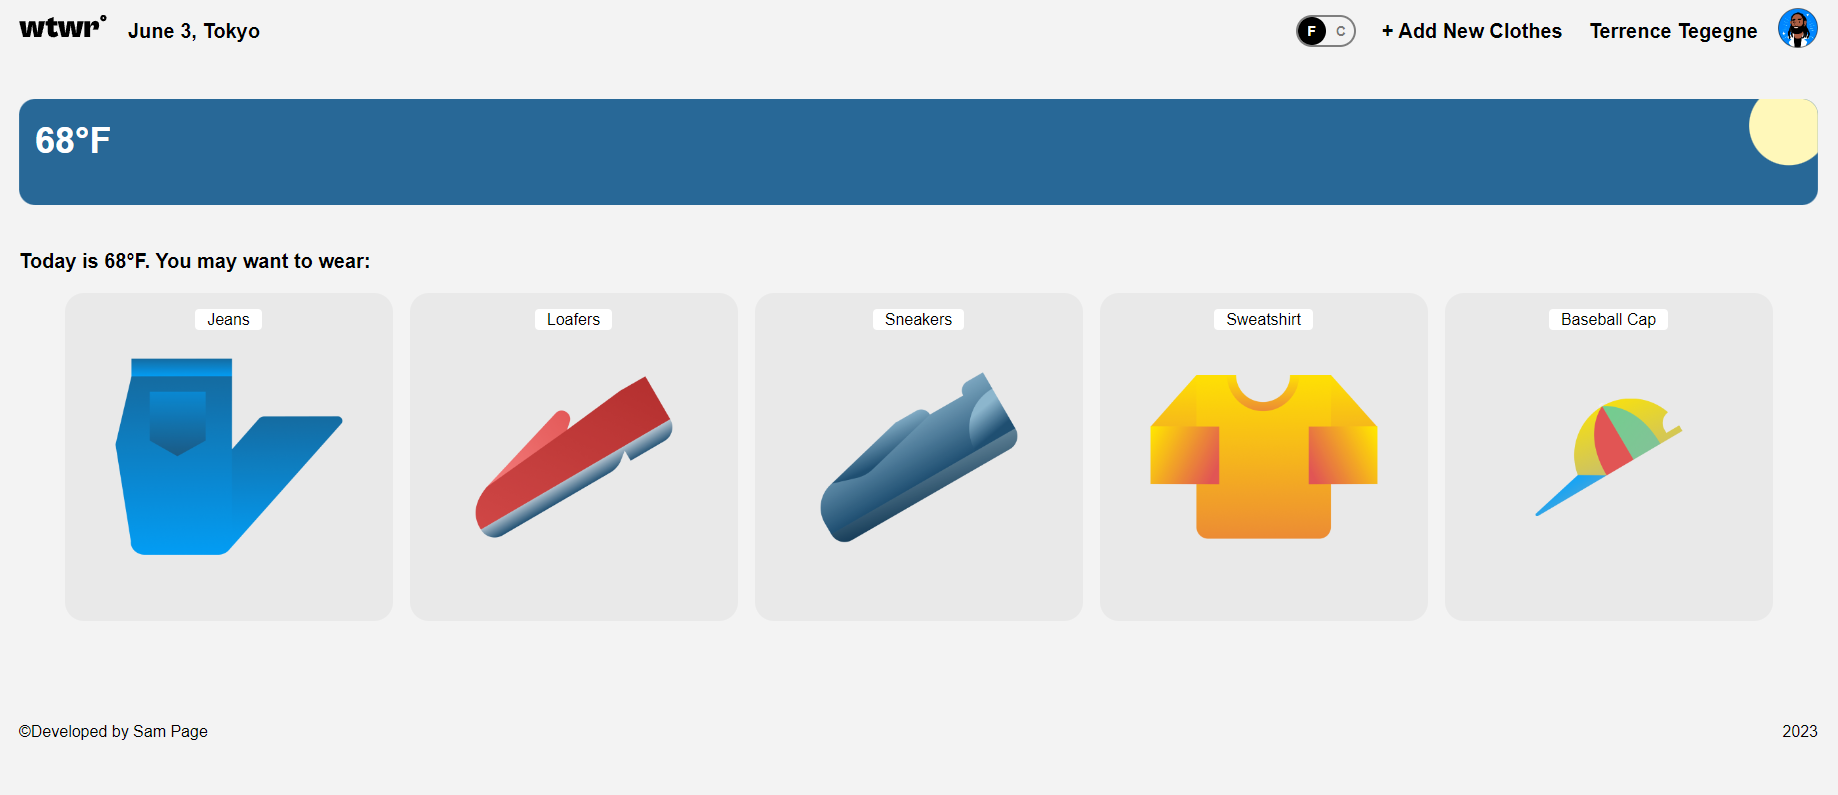 wtwr° June 3, Tokyo F C + Add New Clothes Terrence Tegegne
68°F
Today is 68°F. You may want to wear:
Jeans Loafers Sneakers Sweatshirt Baseball Cap
©Developed by Sam Page 2023